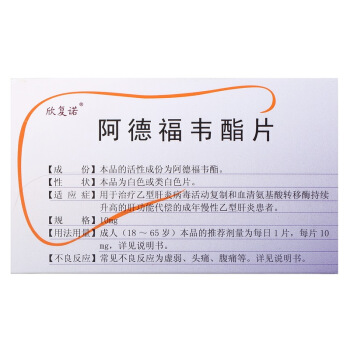 欣复诺®
阿德福韦酯片
【成　份】本品的活性成份为阿德福韦酯。
【性　状】本品为白色或类白色片。
【适 应 症】用于治疗乙型肝炎病毒活动复制和血清氨基酸转移酶持续
升高的肝功能代偿的成年慢性乙型肝炎患者。
【规　格】10mg
【用法用量】成人（18～65岁）本品的推荐剂量为每日1片，每片10
mg，详见说明书。
【不良反应】常见不良反应为虚弱、头痛、腹痛等。详见说明书。